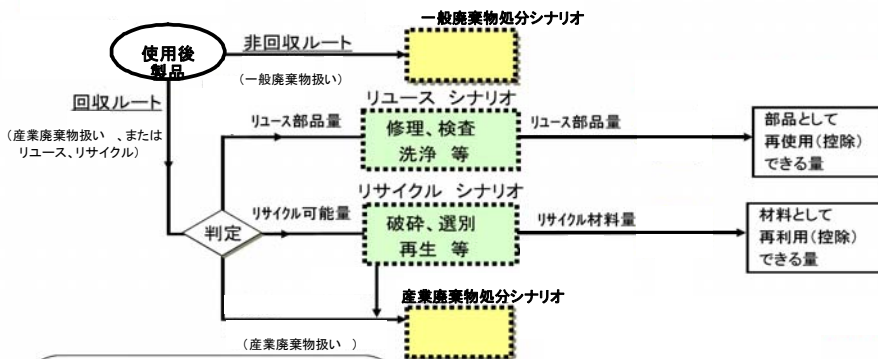 一般廃棄物処分シナリオ
使用後
製品
非回収ルート
(一般廃棄物扱い)
回収ルート
(産業廃棄物扱い 、または
リユース、リサイクル)
リユース シナリオ
リユース部品量
修理、検査
洗浄 等
リユース部品量
部品として
再使用(控除)
できる量
リサイクル シナリオ
判定
リサイクル可能量
破砕、選別
再生 等
リサイクル材料量
材料として
再利用(控除)
できる量
産業廃棄物処分シナリオ
(産業廃棄物扱い )